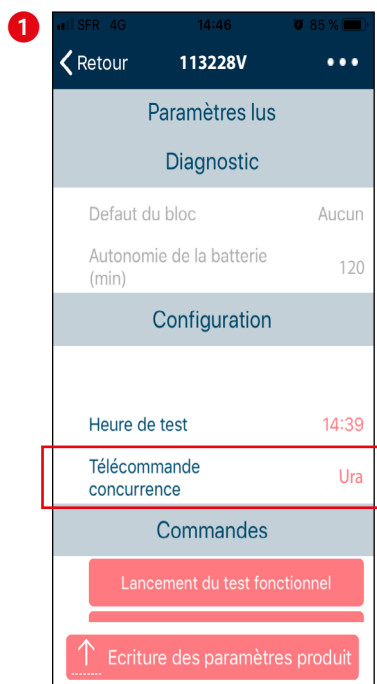 1
SFR 4G 14:46 85 %
Retour 113228V •••
Paramètres lus
Diagnostic
Defaut du bloc Aucun
Autonomie de la batterie
(min) 120
Configuration
Heure de test 14:39
Télécommande
concurrence Ura
Commandes
Lancement du test fonctionnel
Ecriture des paramètres produit